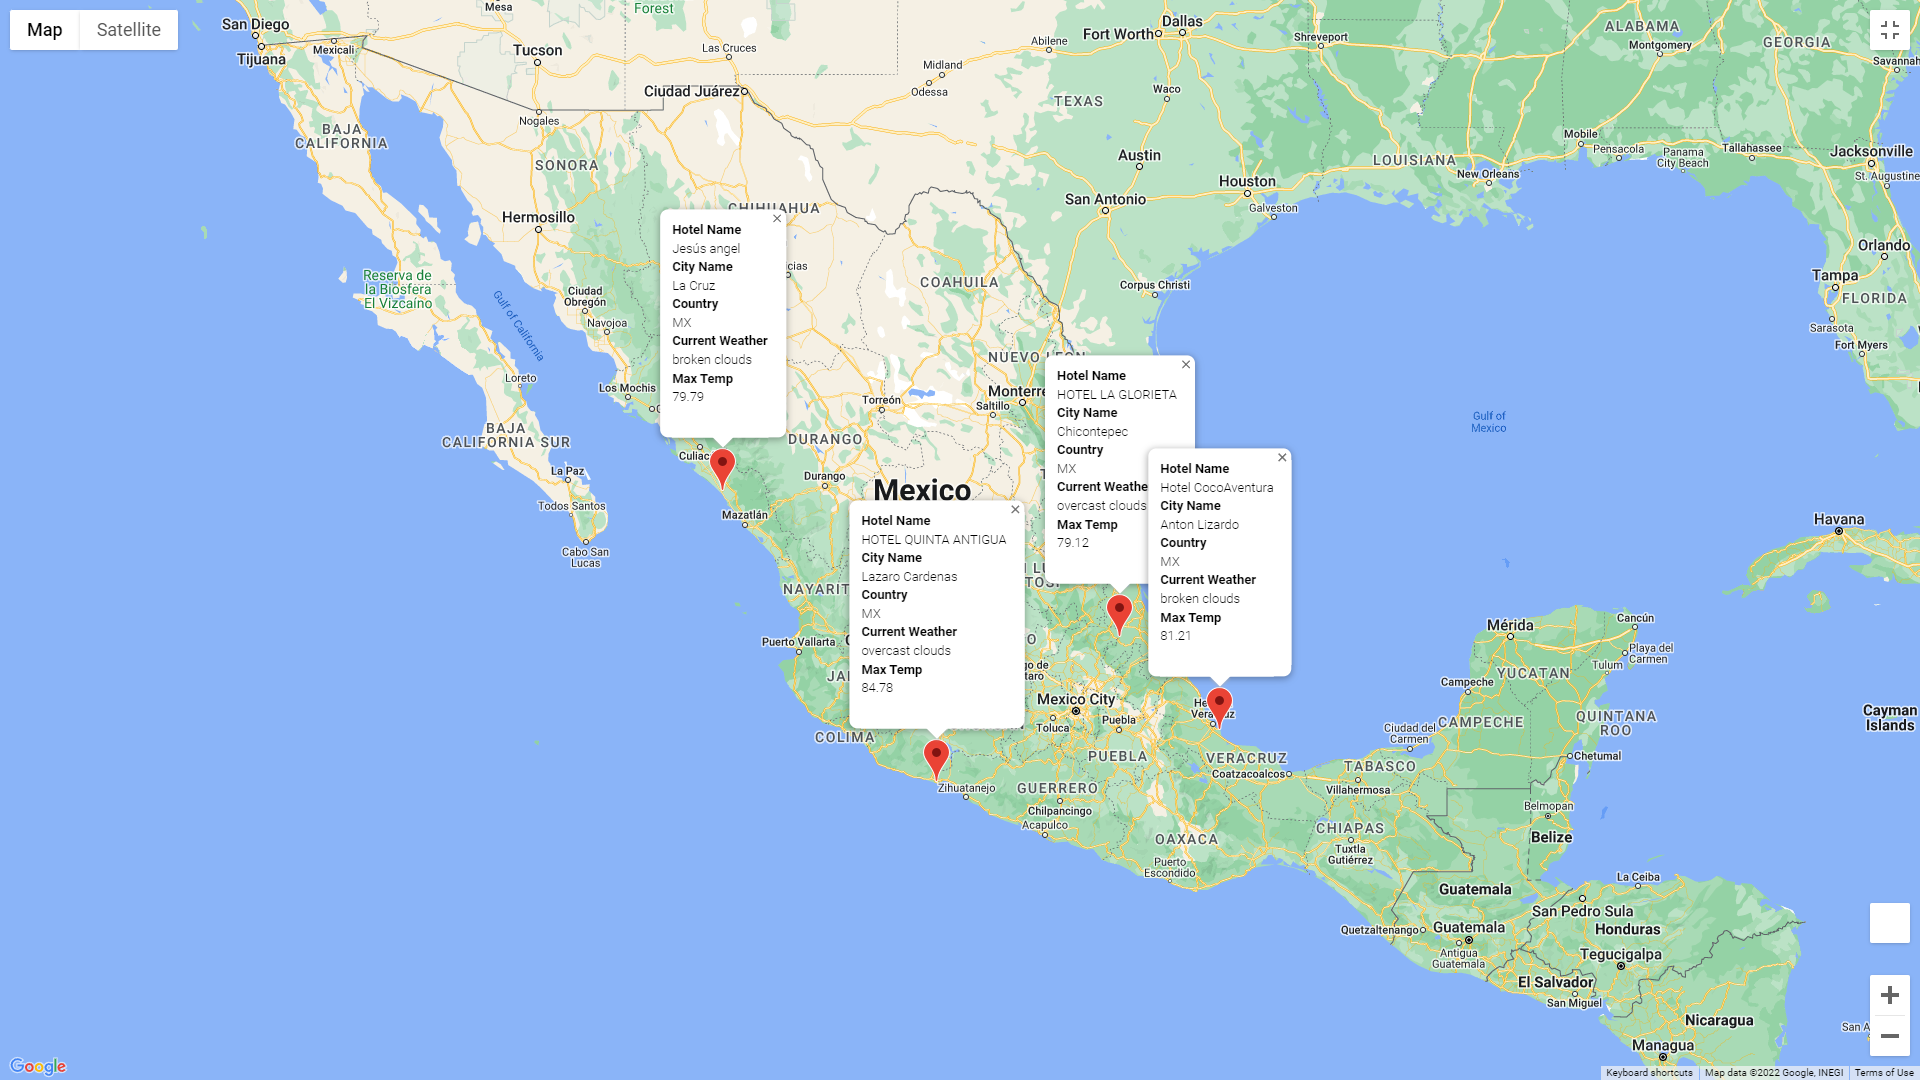 Map
Satellite
San Diego
Tijuana
Mexicali
Mesa
Forest
Tucson
Nogales
Las Cruces
Ciudad Juárez
Abilene
Midland
Odessa
Fort Worth
Dallas
Waco
TEXAS
Austin
San Antonio
Houston
Galveston
Corpus Christi
Shreveport
LOUISIANA
New Orleans
Mobile
Pensacola
Panama
City Beach
Tallahassee
ALABAMA
Montgomery
GEORGIA
Savannah
Jacksonville
St. Augustine
Orlando
Tampa
FLORIDA
Sarasota
Fort Myers
BAJA
CALIFORNIA
SONORA
Hermosillo
CHIHUAHUA
Reserva de
la Biosfera
El Vizcaíno
Gulf of California
Ciudad
Obregón
Navojoa
Loreto
Los Mochis
BAJA
CALIFORNIA SUR
La Paz
Todos Santos
Cabo San
Lucas
COAHUILA
NUEVO LEON
Monterre
Saltillo
Torreón
DURANGO
Durango
Culiac
Mazatlán
Mexico
NAYARIT
Puerto Vallarta
COLIMA
Mexico City
Toluca
Puebla
PUEBLA
Zihuatanejo
GUERRERO
Chilpancingo
Acapulco
OAXACA
Puerto
Escondido
VERACRUZ
Coatzacoalcos
TABASCO
Villahermosa
CHIAPAS
Tuxtla
Gutiérrez
Ciudad del
Carmen
CAMPECHE
Campeche
Mérida
YUCATAN
Cancún
Playa del
Carmen
Tulum
QUINTANA
ROO
Chetumal
Belmopan
Belize
Gulf of
Mexico
Havana
Cayman
Islands
Guatemala
Guatemala
Quetzaltenango
Antigua
Guatemala
La Ceiba
San Pedro Sula
Honduras
Tegucigalpa
El Salvador
San Miguel
Nicaragua
Managua
San A
Hotel Name
Jesús angel
City Name
La Cruz
Country
MX
Current Weather
broken clouds
Max Temp
79.79
Hotel Name
HOTEL LA GLORIETA
City Name
Chicontepec
Country
MX
Current Weathe
overcast clouds
Max Temp
79.12
Hotel Name
Hotel CocoAventura
City Name
Anton Lizardo
Country
MX
Current Weather
broken clouds
Max Temp
81.21
Hotel Name
HOTEL QUINTA ANTIGUA
City Name
Lazaro Cardenas
Country
MX
Current Weather
overcast clouds
Max Temp
84.78
Google
Keyboard shortcuts
Map data ©2022 Google, INEGI
Terms of Use